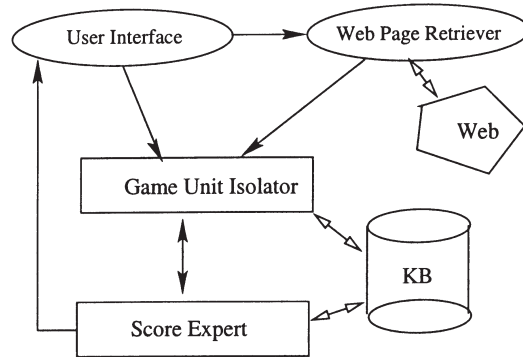 User Interface
Web Page Retriever
Web
Game Unit Isolator
KB
Score Expert